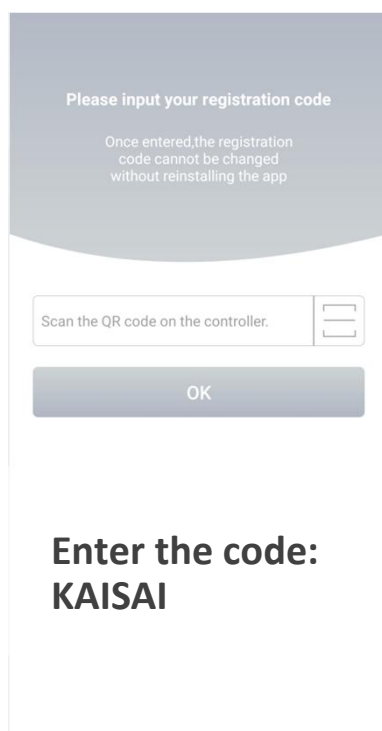 Please input your registration code
Once entered,the registration
code cannot be changed
without reinstalling the app
Scan the QR code on the controller.
OK
Enter the code:
KAISAI